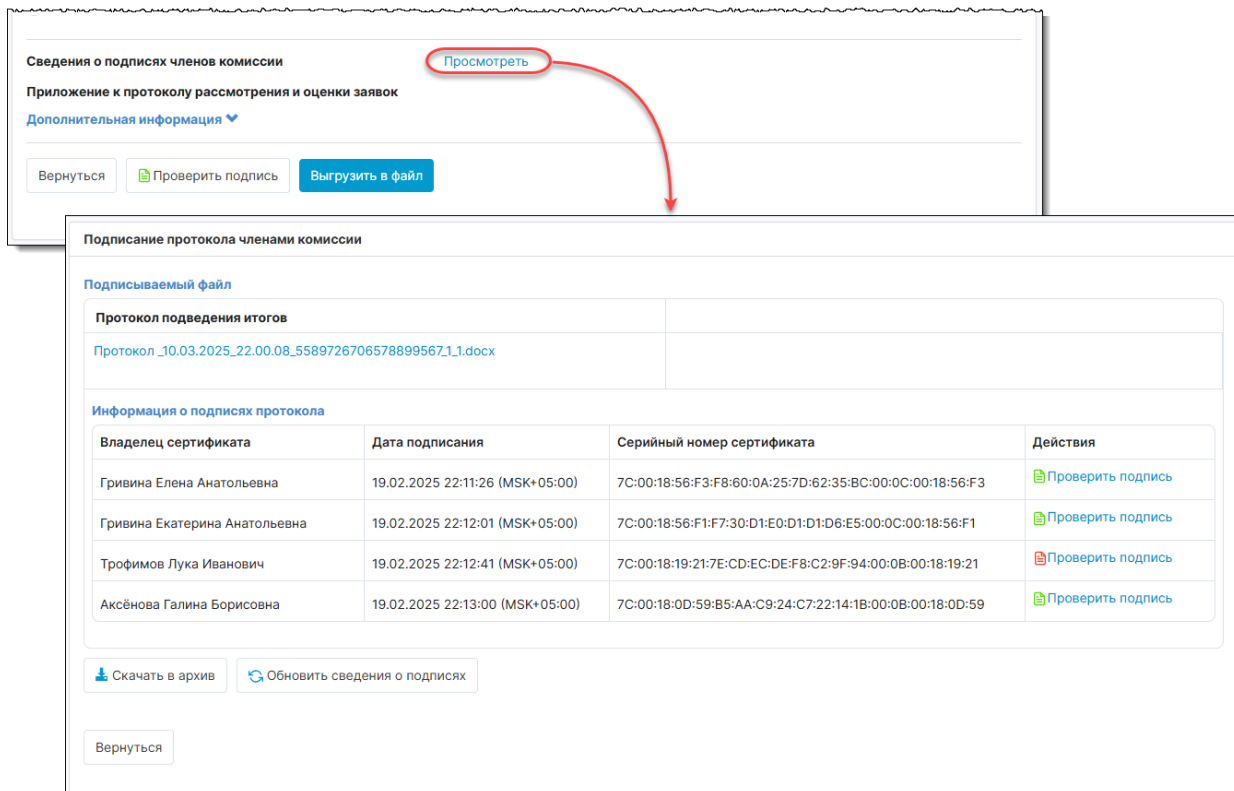 Сведения о подписях членов комиссии Просмотреть
Приложение к протоколу рассмотрения и оценки заявок
Дополнительная информация
Вернуться Проверить подпись Выгрузить в файл
Подписание протокола членами комиссии
Подписываемый файл
Протокол подведения итогов
Протокол _10.03.2025_22.00.08_5589726706578899567_1_1.docx
Информация о подписях протокола
Владелец сертификата Дата подписания Серийный номер сертификата Действия
Гривина Елена Анатольевна 19.02.2025 22:11:26 (MSK+05:00) 7C:00:18:56:F3:F8:60:0A:25:7D:62:35:BC:00:0C:00:18:56:F3 Проверить подпись
Гривина Екатерина Анатольевна 19.02.2025 22:12:01 (MSK+05:00) 7C:00:18:56:F1:F7:30:D1:E0:D1:D1:D6:E5:00:0C:00:18:56:F1 Проверить подпись
Трофимов Лука Иванович 19.02.2025 22:12:41 (MSK+05:00) 7C:00:18:19:21:7E:CD:EC:DE:F8:C2:9F:94:00:0B:00:18:19:21 Проверить подпись
Аксёнова Галина Борисовна 19.02.2025 22:13:00 (MSK+05:00) 7C:00:18:0D:59:B5:AA:C9:24:C7:22:14:1B:00:0B:00:18:0D:59 Проверить подпись
Скачать в архив Обновить сведения о подписях
Вернуться